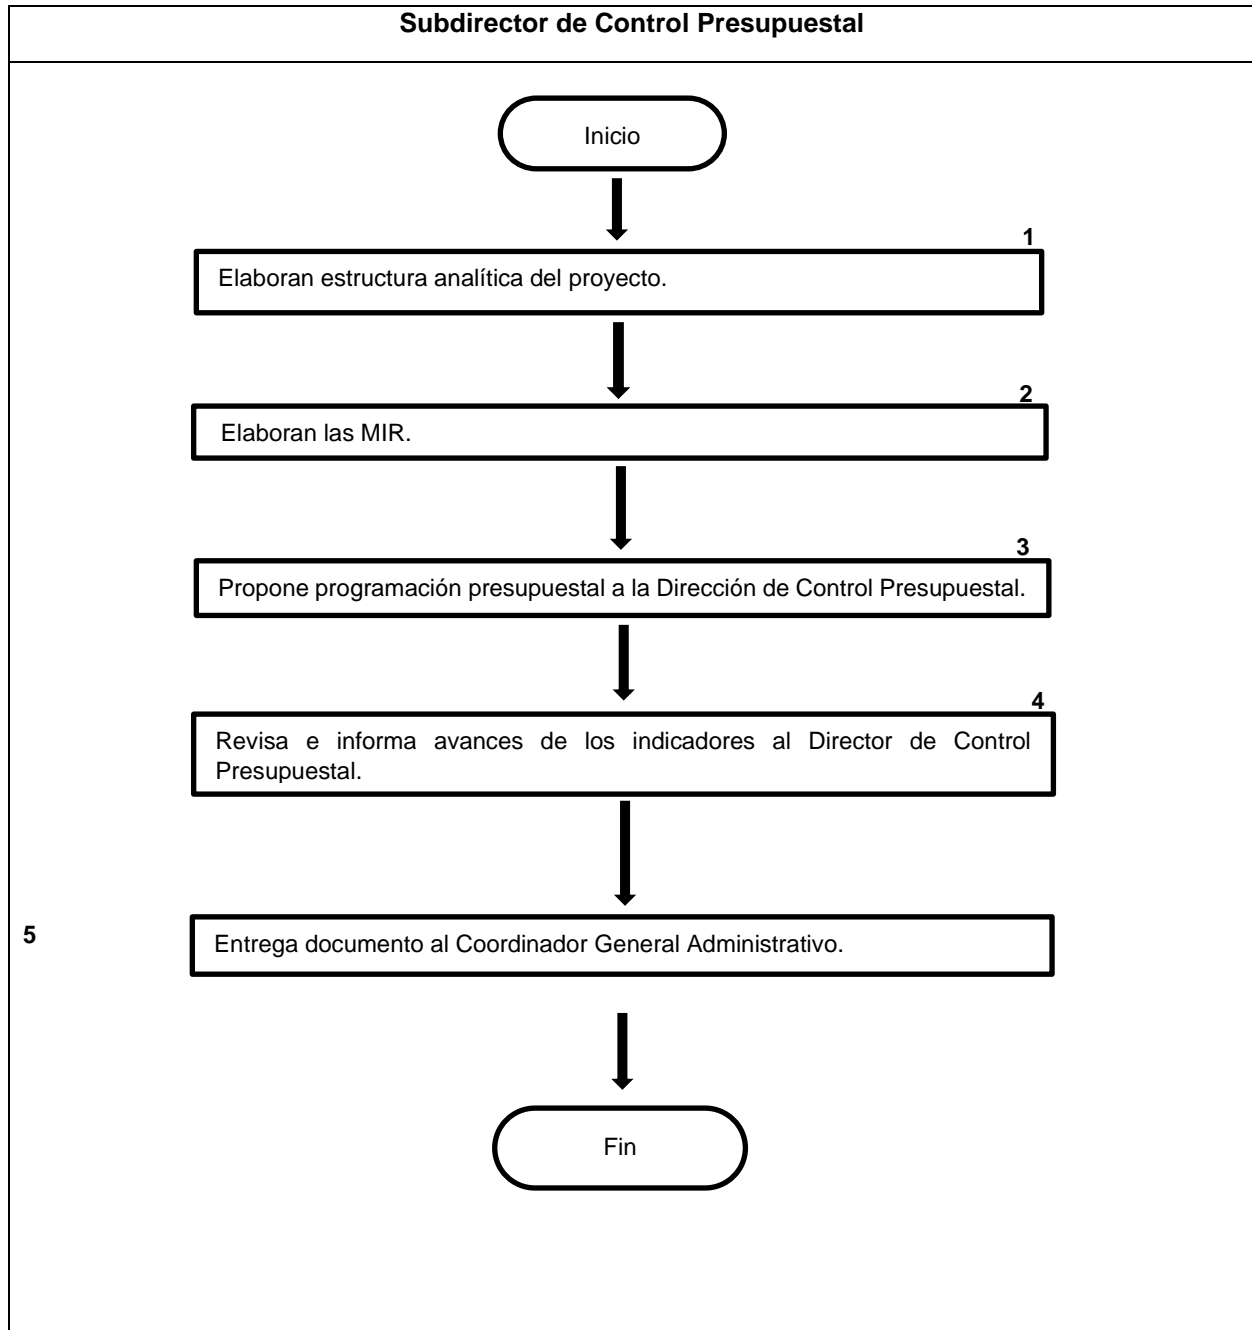 Subdirector de Control Presupuestal
Inicio
1
Elaboran estructura analítica del proyecto.
2
Elaboran las MIR.
3
Propone programación presupuestal a la Dirección de Control Presupuestal.
4
Revisa e informa avances de los indicadores al Director de Control
Presupuestal.
5
Entrega documento al Coordinador General Administrativo.
Fin